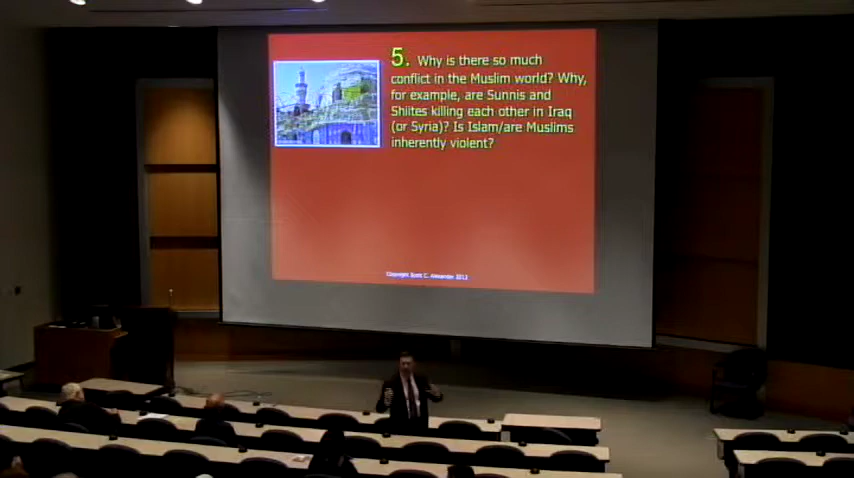 5. Why is there so much
conflict in the Muslim world? Why,
for example, are Sunnis and
Shiites killing each other in Iraq
(or Syria)? Is Islam/are Muslims
inherently violent?
Copyright Scott C. Alexander 2013